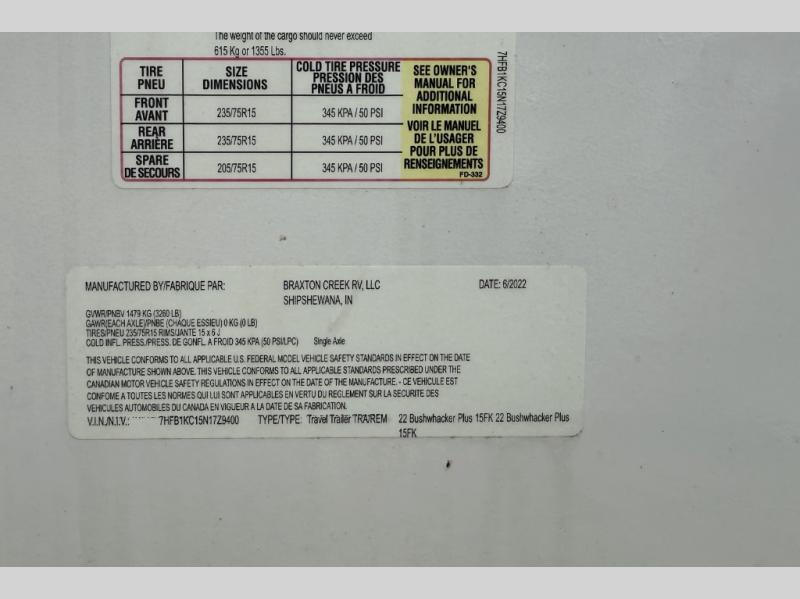 The weight of the cargo should never exceed
615 Kg or 1355 Lbs.
TIRE PNEU
SIZE DIMENSIONS
COLD TIRE PRESSURE PRESSION DES PNEUS A FROID
SEE OWNER'S MANUAL FOR ADDITIONAL INFORMATION
VOIR LE MANUEL DE L'USAGER POUR PLUS DE RENSEIGNEMENTS
FRONT AVANT 235/75R15 345 KPA / 50 PSI
REAR ARRIÈRE 235/75R15 345 KPA / 50 PSI
SPARE DE SECOURS 205/75R15 345 KPA / 50 PSI
FD-332
7HFB1KC15N17Z9400
MANUFACTURED BY/FABRIQUE PAR: BRAXTON CREEK RV, LLC DATE: 6/2022
SHIPSHEWANA, IN
GVWR/PNBV 1479 KG (3260 LB)
GAWR(EACH AXLE)/PNBE (CHAQUE ESSIEU) 0 KG (0 LB)
TIRES/PNEU 235/75R15 RIMS/JANTE 15 x 6 J
COLD INFL. PRESS./PRESS. DE GONFL. A FROID 345 KPA (50 PSI/LPC) Single Axle
THIS VEHICLE CONFORMS TO ALL APPLICABLE U.S. FEDERAL MODEL VEHICLE SAFETY STANDARDS IN EFFECT ON THE DATE
OF MANUFACTURE SHOWN ABOVE. THIS VEHICLE CONFORMS TO ALL APPLICABLE STANDARDS PRESCRIBED UNDER THE
CANADIAN MOTOR VEHICLE SAFETY REGULATIONS IN EFFECT ON THE DATE OF THE MANUFACTURE. - CE VEHICULE EST
CONFOME A TOUTES LES NORMES QUI LUI SONT APPLICABLES EN VERTU DU REGLEMENT SUR LA SECURITE DES
VEHICULES AUTOMOBILES DU CANADA EN VIGUEUR A LA DATE DE SA FABRICATION.
V.I.N./N.I.V.: 7HFB1KC15N17Z9400 TYPE/TYPE: Travel Trailer TRA/REM 22 Bushwhacker Plus 15FK 22 Bushwhacker Plus
15FK